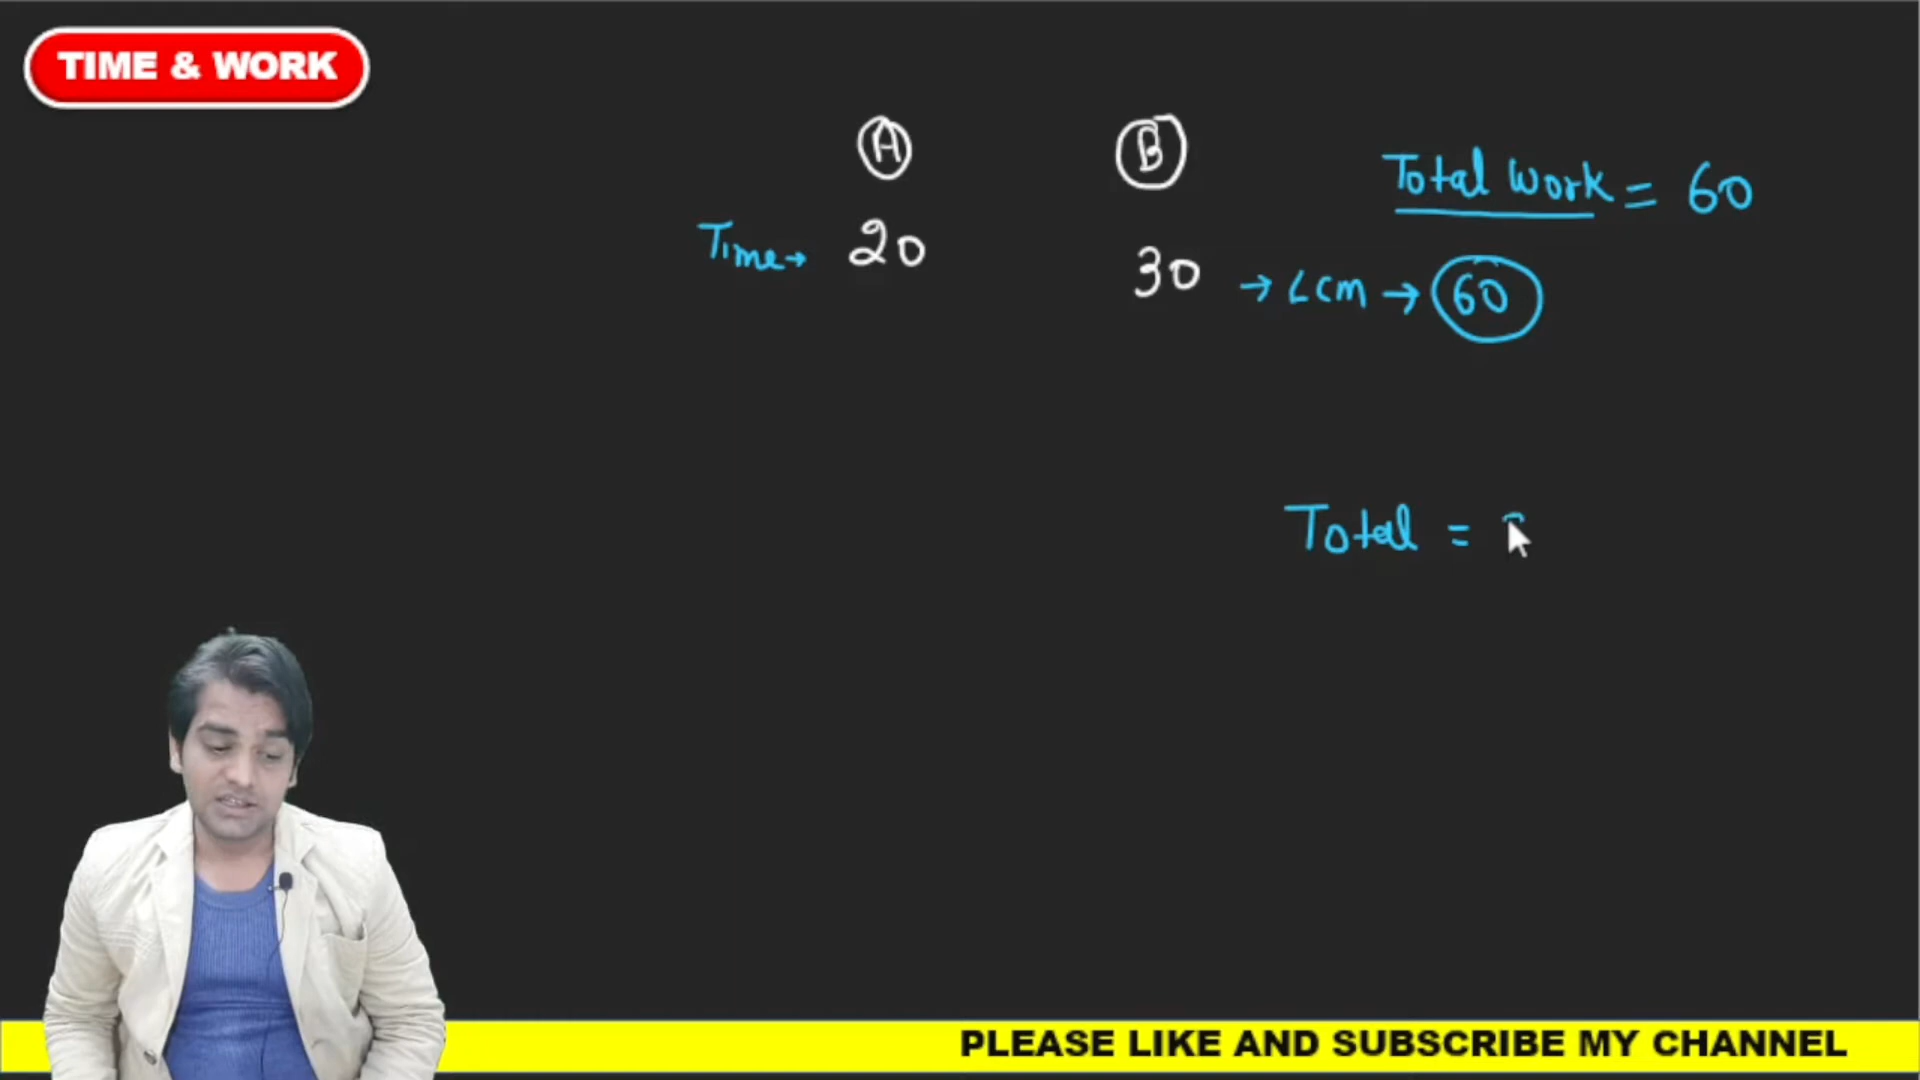 TIME & WORK
A B
Total Work = 60
Time→ 20 30 → LCM → 60
Total =
PLEASE LIKE AND SUBSCRIBE MY CHANNEL